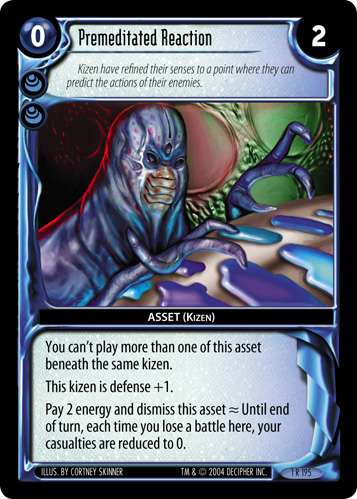 0 Premeditated Reaction 2
Kizen have refined their senses to a point where they can
predict the actions of their enemies.
ASSET (KIZEN)
You can't play more than one of this asset
beneath the same kizen.
This kizen is defense +1.
Pay 2 energy and dismiss this asset ≈ Until end
of turn, each time you lose a battle here, your
casualties are reduced to 0.
ILLUS. BY CORTNEY SKINNER TM & © 2004 DECIPHER INC. 1 R 195